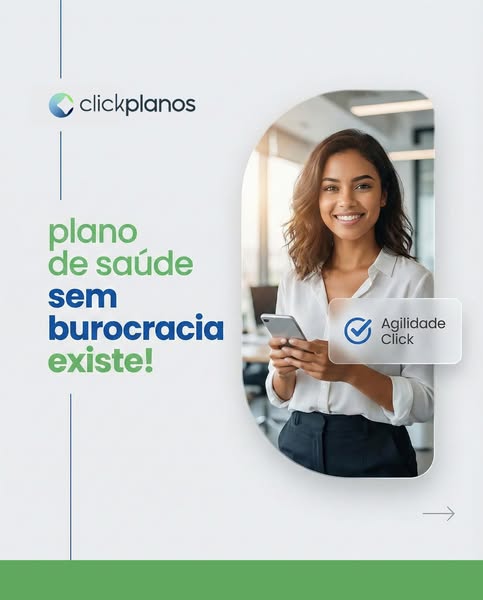 clickplanos
plano
de saúde
sem
burocracia
existe!
Agilidade
Click